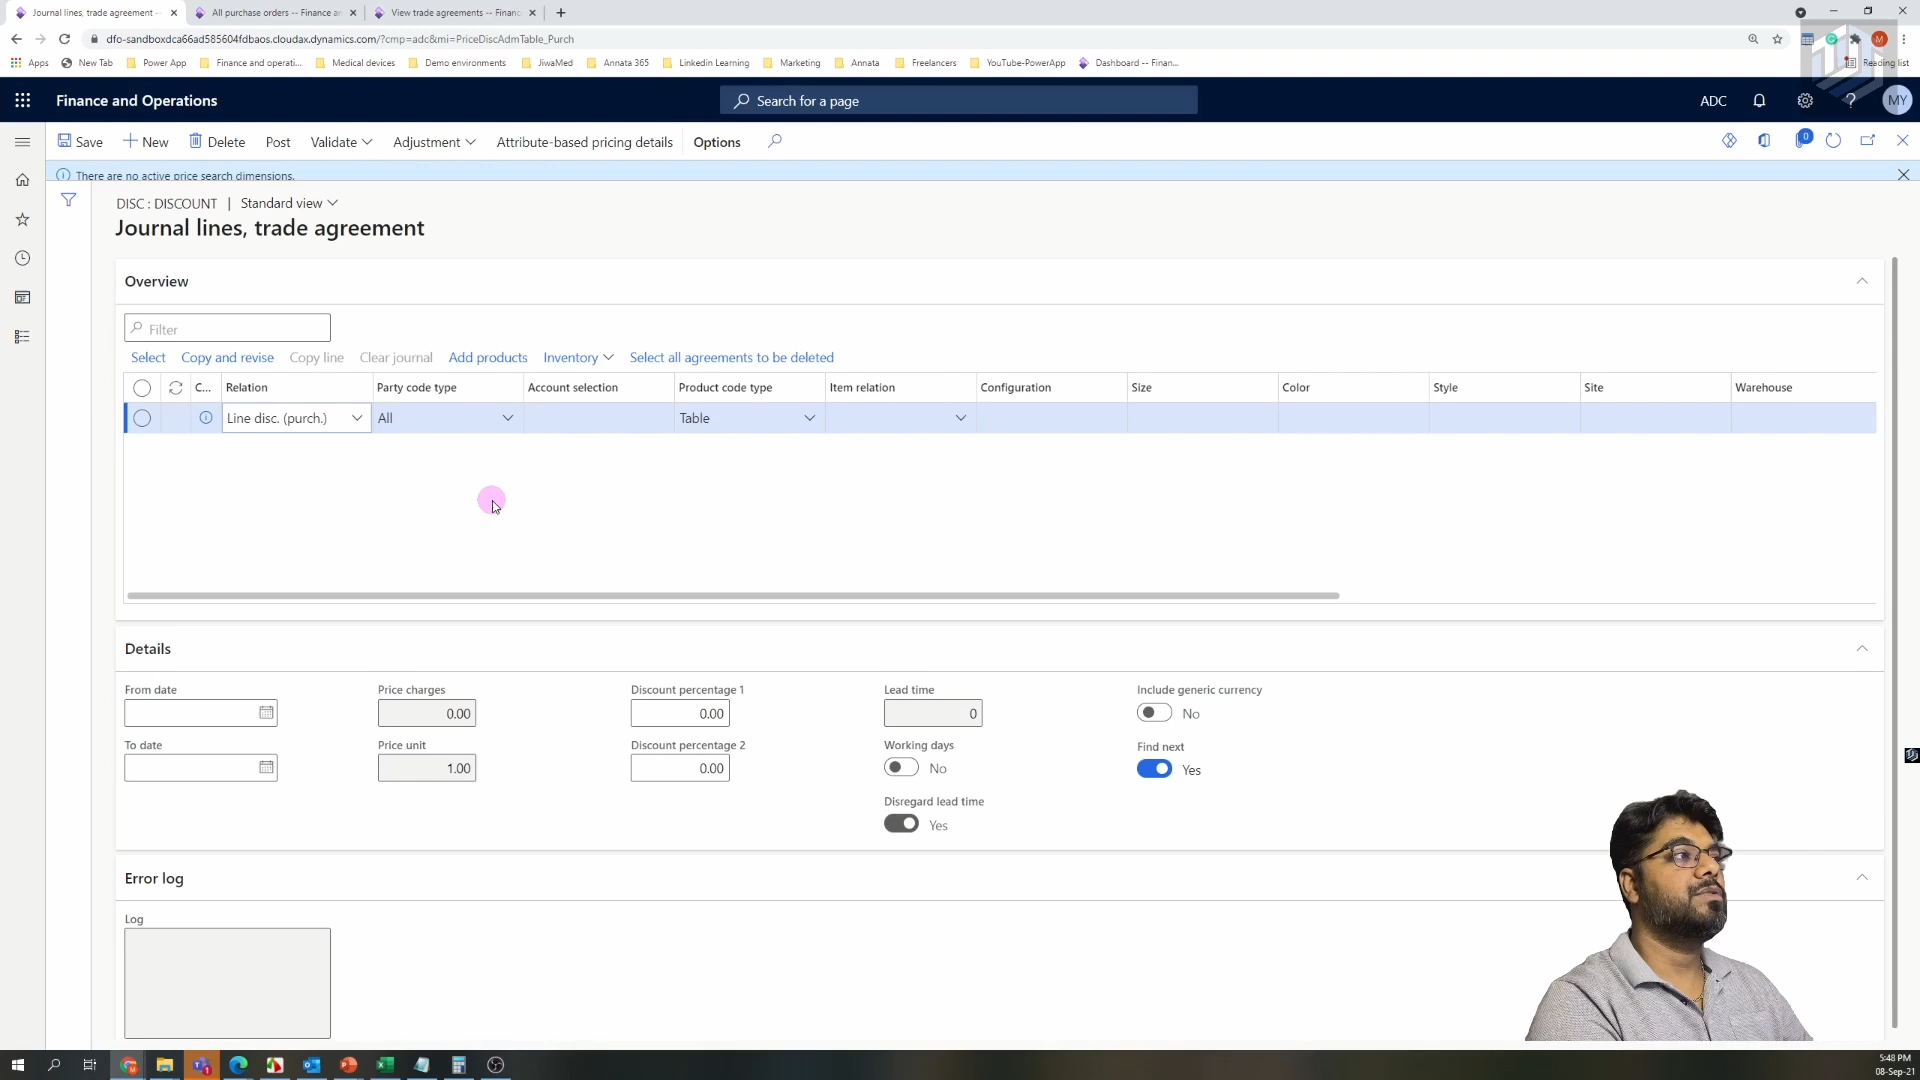 Journal lines, trade agreement --
All purchase orders -- Finance an
View trade agreements -- Financ
dfo-sandboxdca66ad585604fdbaos.cloudax.dynamics.com/?cmp=adc&mi=PriceDiscAdmTable_Purch
Apps New Tab Power App Finance and operati... Medical devices Demo environments JiwaMed Annata 365 Linkedin Learning Marketing Annata Freelancers YouTube-PowerApp Dashboard -- Finan... Reading list
Finance and Operations Search for a page ADC ? MY
Save New Delete Post Validate Adjustment Attribute-based pricing details Options 0
There are no active price search dimensions.
DISC : DISCOUNT | Standard view
Journal lines, trade agreement
Overview
Filter
Select Copy and revise Copy line Clear journal Add products Inventory Select all agreements to be deleted
C... Relation Party code type Account selection Product code type Item relation Configuration Size Color Style Site Warehouse
Line disc. (purch.) All Table
Details
From date Price charges Discount percentage 1 Lead time Include generic currency
0.00 0.00 0 No
To date Price unit Discount percentage 2 Working days Find next
1.00 0.00 No Yes
Disregard lead time
Yes
Error log
Log
5:48 PM
08-Sep-21